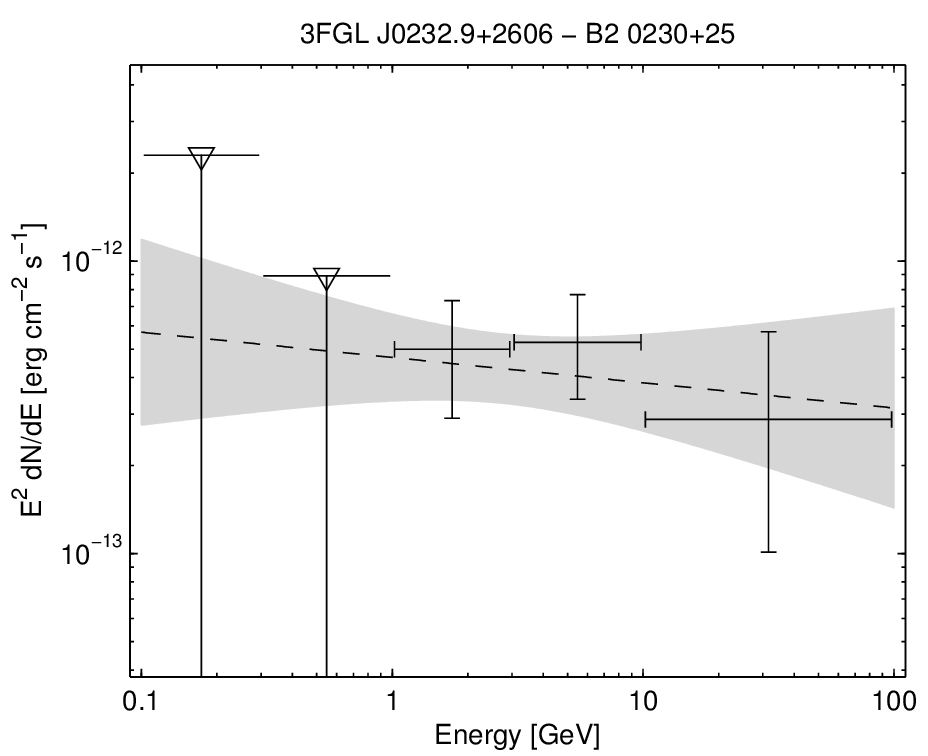 3FGL J0232.9+2606 − B2 0230+25
E² dN/dE [erg cm⁻² s⁻¹]
10⁻¹²
10⁻¹³
0.1 1 10 100
Energy [GeV]